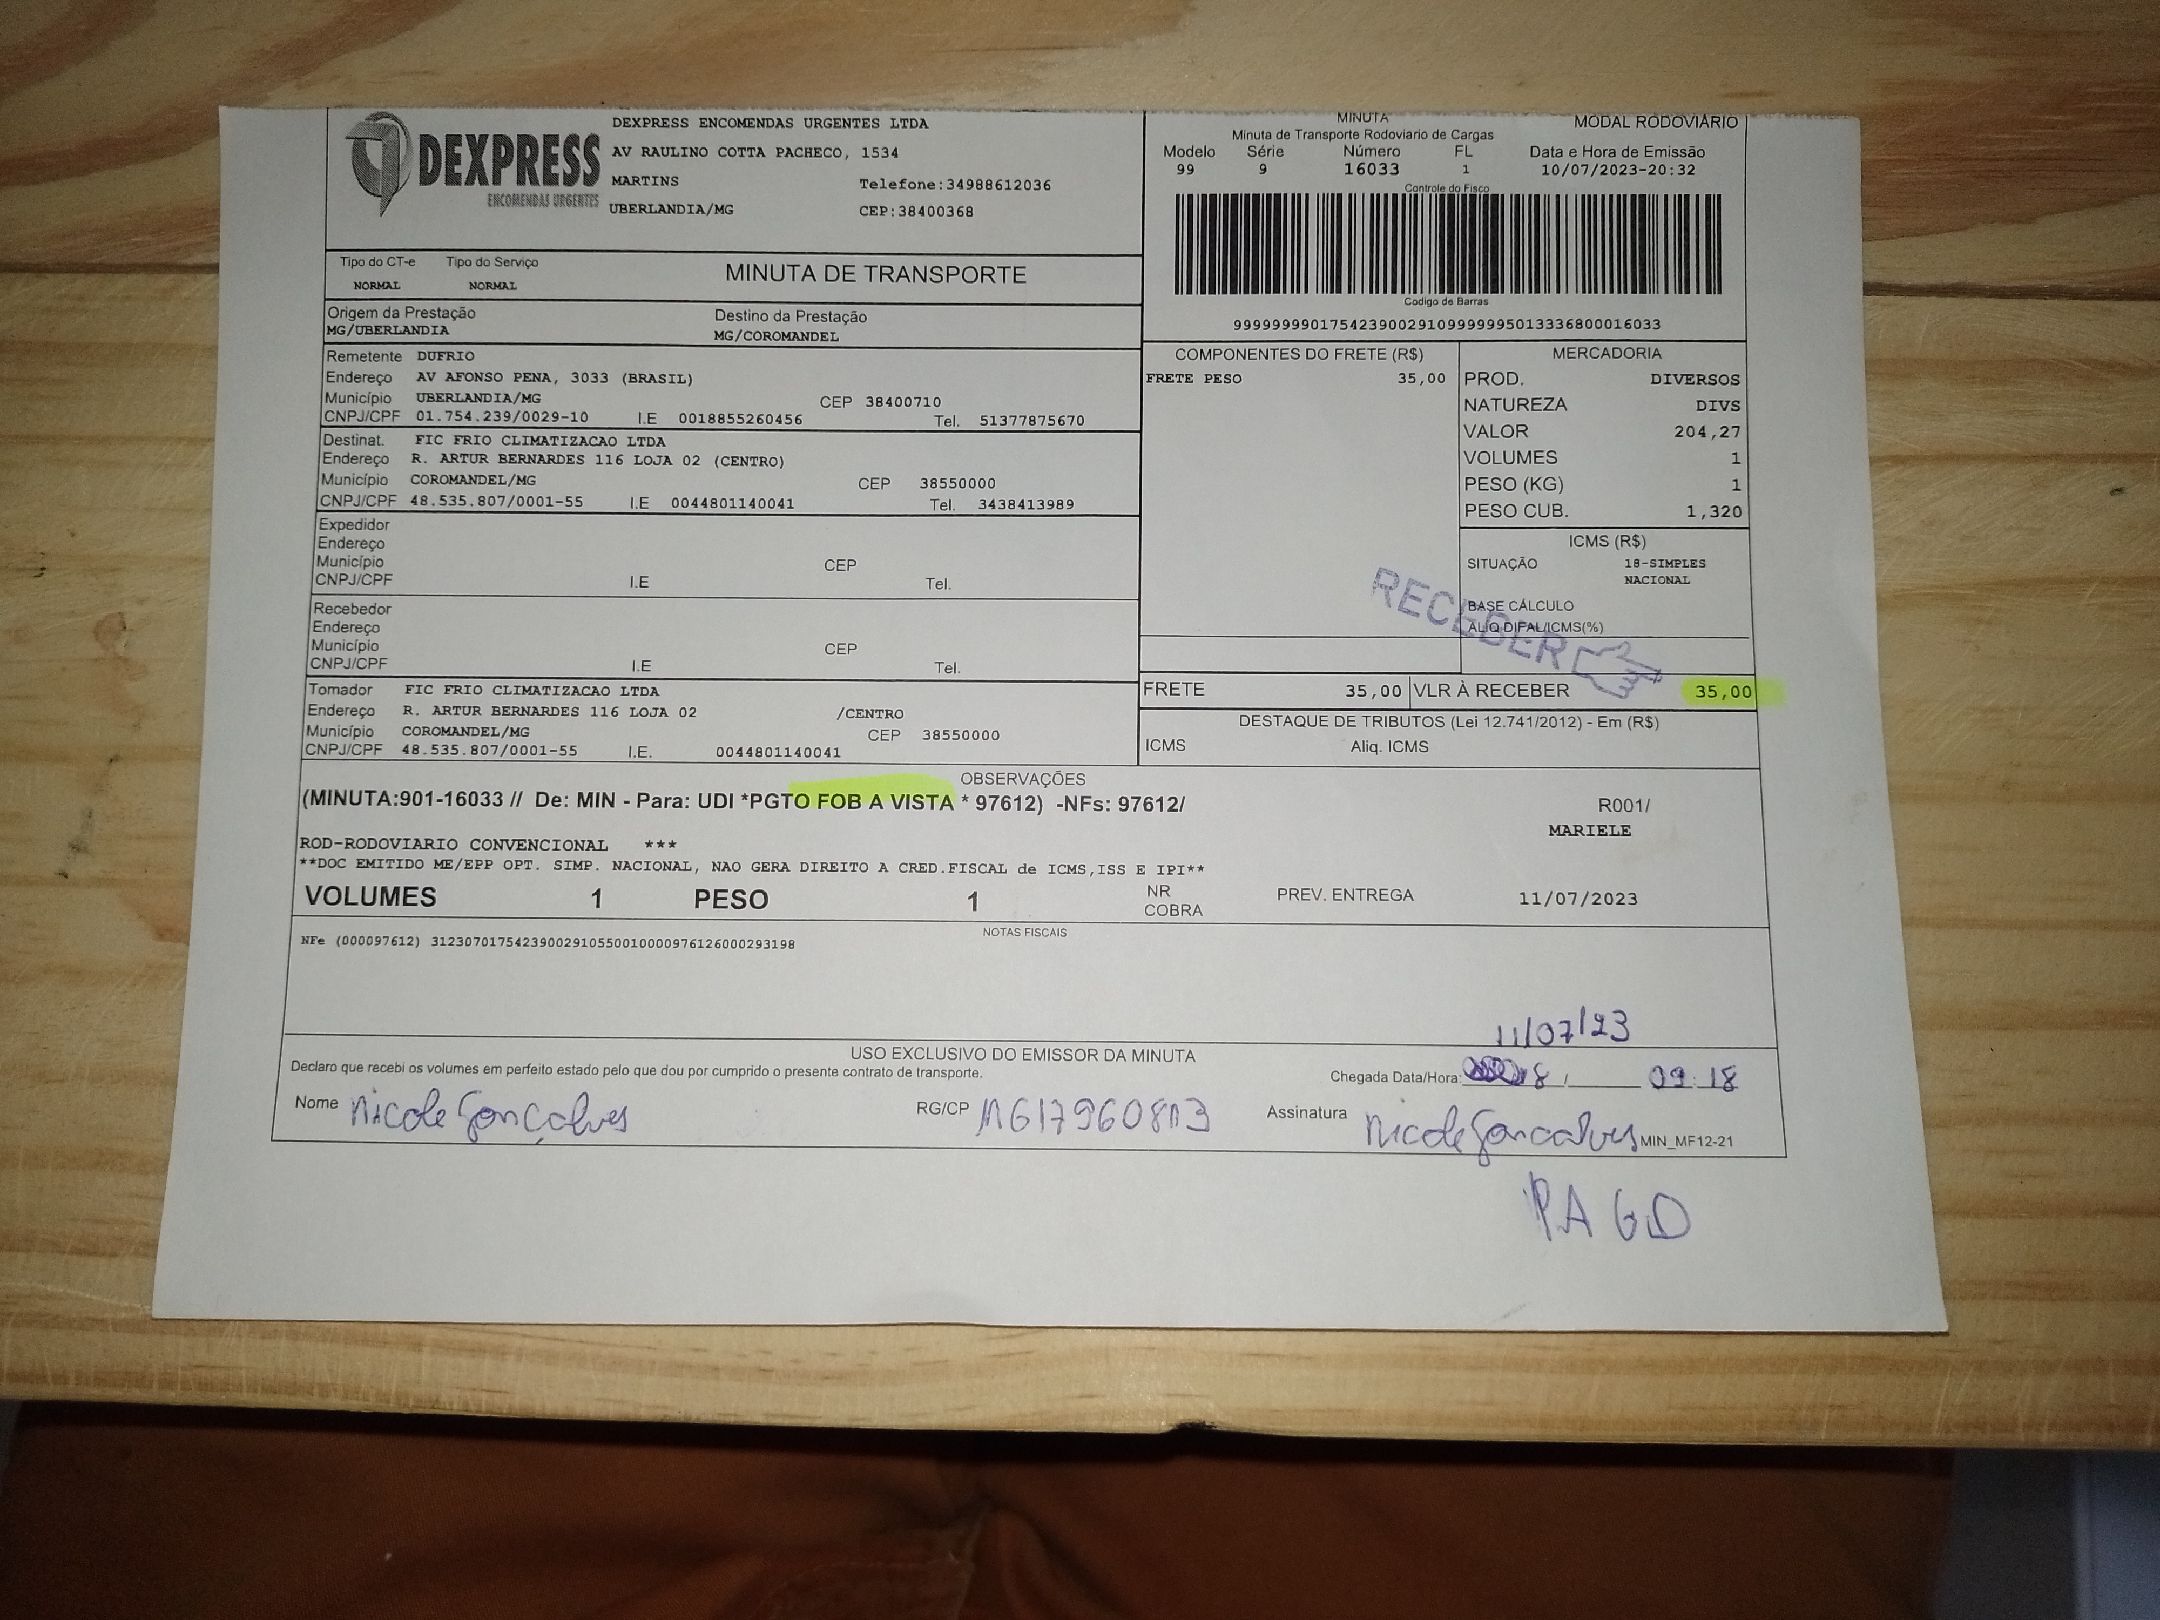 DEXPRESS
ENCOMENDAS URGENTES
DEXPRESS ENCOMENDAS URGENTES LTDA
AV RAULINO COTTA PACHECO, 1534
MARTINS Telefone:34988612036
UBERLANDIA/MG CEP:38400368
MINUTA MODAL RODOVIÁRIO
Minuta de Transporte Rodoviario de Cargas
Modelo Série Número FL Data e Hora de Emissão
99 9 16033 1 10/07/2023-20:32
Controle do Fisco
Codigo de Barras
Tipo do CT-e Tipo do Serviço
NORMAL NORMAL
MINUTA DE TRANSPORTE
Origem da Prestação Destino da Prestação
MG/UBERLANDIA MG/COROMANDEL
Remetente DUFRIO
Endereço AV AFONSO PENA, 3033 (BRASIL)
Município UBERLANDIA/MG CEP 38400710
CNPJ/CPF 01.754.239/0029-10 I.E 0018855260456 Tel. 51377875670
Destinat. FIC FRIO CLIMATIZACAO LTDA
Endereço R. ARTUR BERNARDES 116 LOJA 02 (CENTRO)
Município COROMANDEL/MG CEP 38550000
CNPJ/CPF 48.535.807/0001-55 I.E 0044801140041 Tel. 3438413989
Expedidor
Endereço
Município CEP
CNPJ/CPF I.E Tel.
Recebedor
Endereço
Município CEP
CNPJ/CPF I.E Tel.
Tomador FIC FRIO CLIMATIZACAO LTDA
Endereço R. ARTUR BERNARDES 116 LOJA 02 /CENTRO
Município COROMANDEL/MG CEP 38550000
CNPJ/CPF 48.535.807/0001-55 I.E. 0044801140041
COMPONENTES DO FRETE (R$)
FRETE PESO 35,00
MERCADORIA
PROD. DIVERSOS
NATUREZA DIVS
VALOR 204,27
VOLUMES 1
PESO (KG) 1
PESO CUB. 1,320
ICMS (R$)
SITUAÇÃO 18-SIMPLES
NACIONAL
BASE CÁLCULO
ALIQ DIFAL/ICMS(%)
RECEBER
FRETE 35,00 VLR À RECEBER 35,00
DESTAQUE DE TRIBUTOS (Lei 12.741/2012) - Em (R$)
ICMS Aliq. ICMS
OBSERVAÇÕES
(MINUTA:901-16033 // De: MIN - Para: UDI *PGTO FOB A VISTA * 97612) -NFs: 97612/ R001/
MARIELE
ROD-RODOVIARIO CONVENCIONAL ***
**DOC EMITIDO ME/EPP OPT. SIMP. NACIONAL, NAO GERA DIREITO A CRED.FISCAL de ICMS,ISS E IPI**
VOLUMES 1 PESO 1 NR COBRA PREV. ENTREGA 11/07/2023
NOTAS FISCAIS
NFe (000097612) 31230701754239002910550010000976126000293198
11/07/23
USO EXCLUSIVO DO EMISSOR DA MINUTA
Declaro que recebi os volumes em perfeito estado pelo que dou por cumprido o presente contrato de transporte.
Chegada Data/Hora: 09:18
Nome Nicole Gonçalves RG/CP Assinatura Nicole Goncalves MIN_MF12-21
PAGO